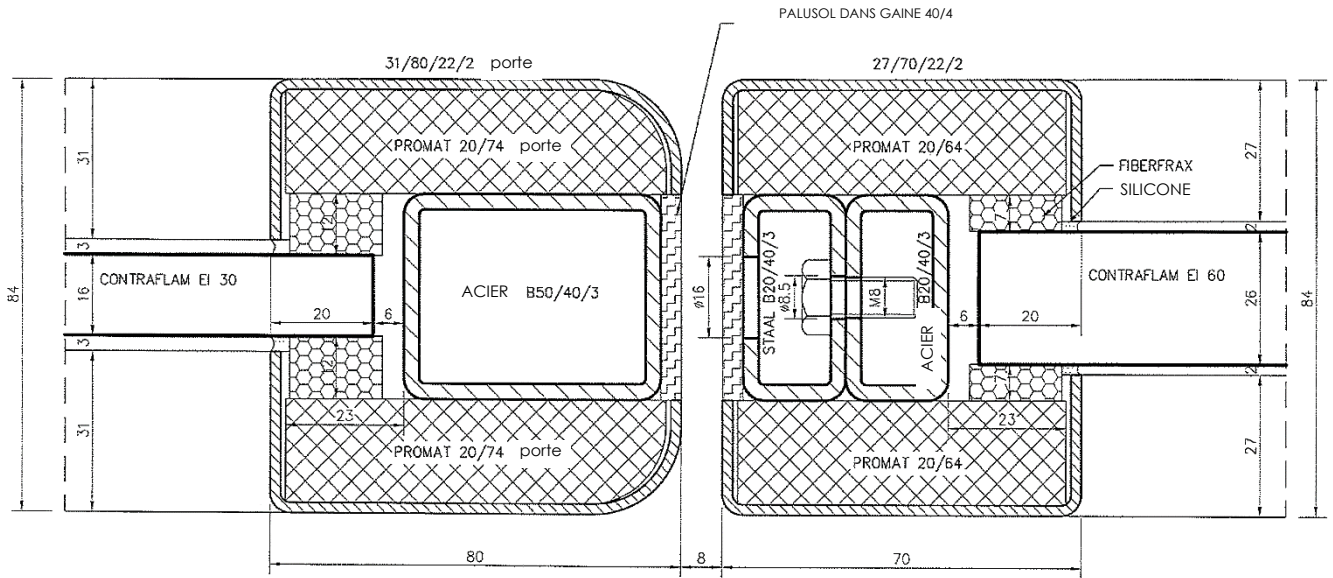 PALUSOL DANS GAINE 40/4
31/80/22/2 porte
27/70/22/2
PROMAT 20/74 porte
PROMAT 20/64
FIBERFRAX
SILICONE
31
12
7
27
3
2
CONTRAFLAM EI 30
ACIER B50/40/3
CONTRAFLAM EI 60
84
16
20
6
ø16
STAAL B20/40/3
ø8.5
M8
ACIER B20/40/3
6
20
26
84
3
12
7
2
31
23
23
27
PROMAT 20/74 porte
PROMAT 20/64
80
8
70